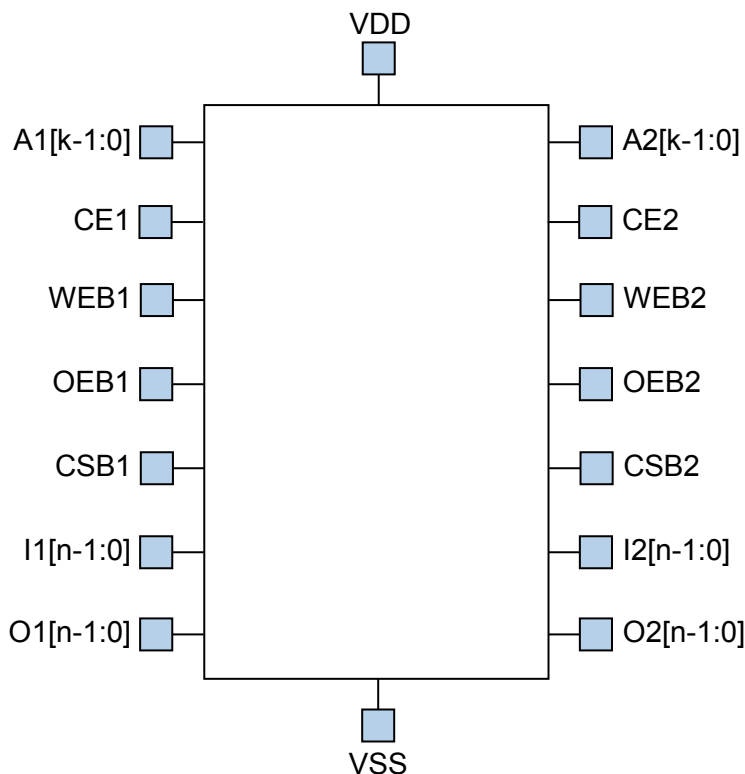 VDD
A1[k-1:0]
A2[k-1:0]
CE1
CE2
WEB1
WEB2
OEB1
OEB2
CSB1
CSB2
I1[n-1:0]
I2[n-1:0]
O1[n-1:0]
O2[n-1:0]
VSS